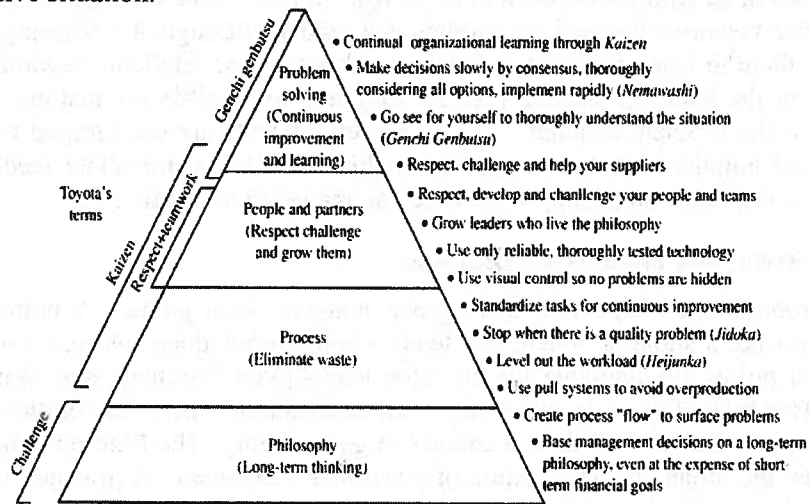 Toyota's
terms
Genchi genbutsu
Respect+teamwork
Kaizen
Challenge
Problem
solving
(Continuous
improvement
and learning)
People and partners
(Respect challenge
and grow them)
Process
(Eliminate waste)
Philosophy
(Long-term thinking)
• Continual organizational learning through Kaizen
• Make decisions slowly by consensus, thoroughly
considering all options, implement rapidly (Nemawashi)
• Go see for yourself to thoroughly understand the situation
(Genchi Genbutsu)
• Respect, challenge and help your suppliers
• Respect, develop and chanllenge your people and teams
• Grow leaders who live the philosophy
• Use only reliable, thoroughly tested technology
• Use visual control so no problems are hidden
• Standardize tasks for continuous improvement
• Stop when there is a quality problem (Jidoka)
• Level out the workload (Heijunka)
• Use pull systems to avoid overproduction
• Create process "flow" to surface problems
• Base management decisions on a long-term
philosophy, even at the expense of short-
term financial goals